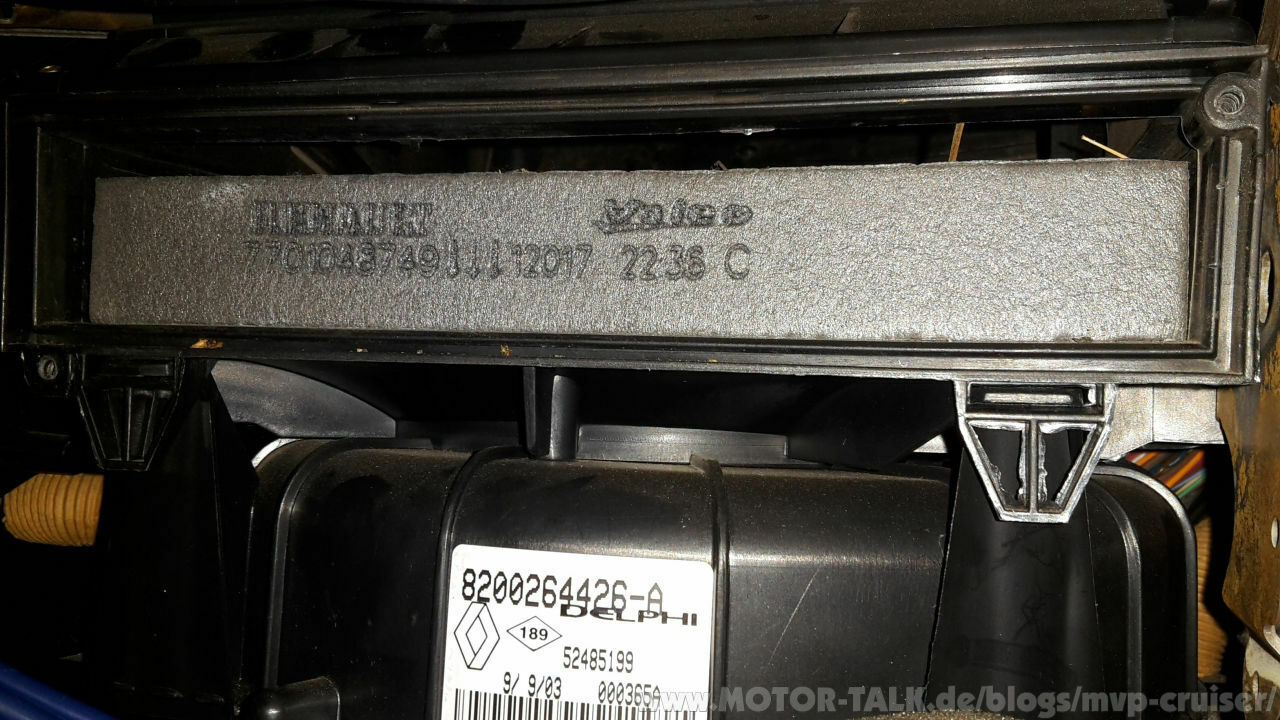 RENAULT Valeo
7701048749↓↓↓12017 2236 C
8200264426-A
DELPHI
189
52485199
9/ 9/03 000365A
www.MOTOR-TALK.de/blogs/mvp-cruiser/